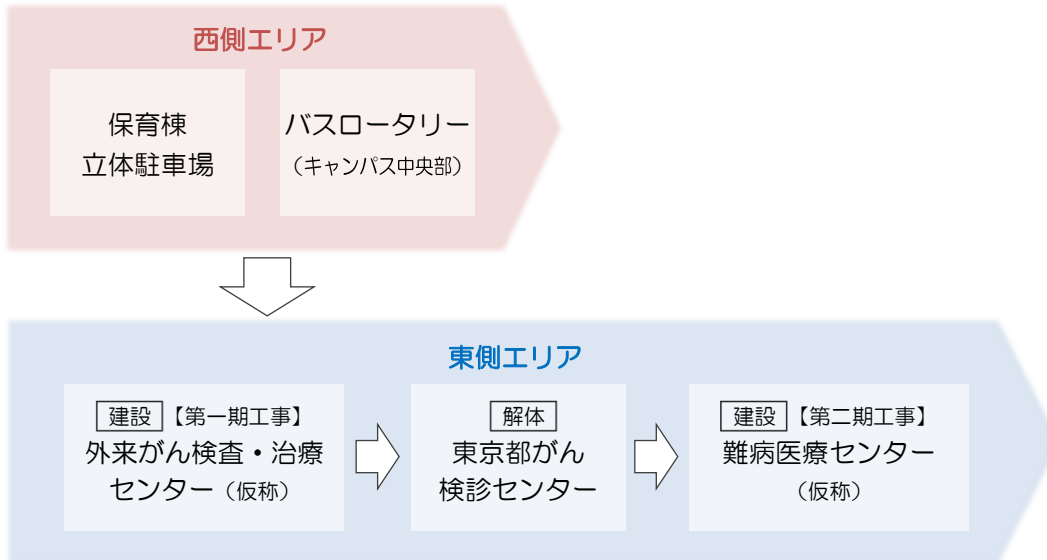 西側エリア
保育棟
立体駐車場
バスロータリー
（キャンパス中央部）
東側エリア
建設【第一期工事】
外来がん検査・治療
センター（仮称）
解体
東京都がん
検診センター
建設【第二期工事】
難病医療センター
（仮称）